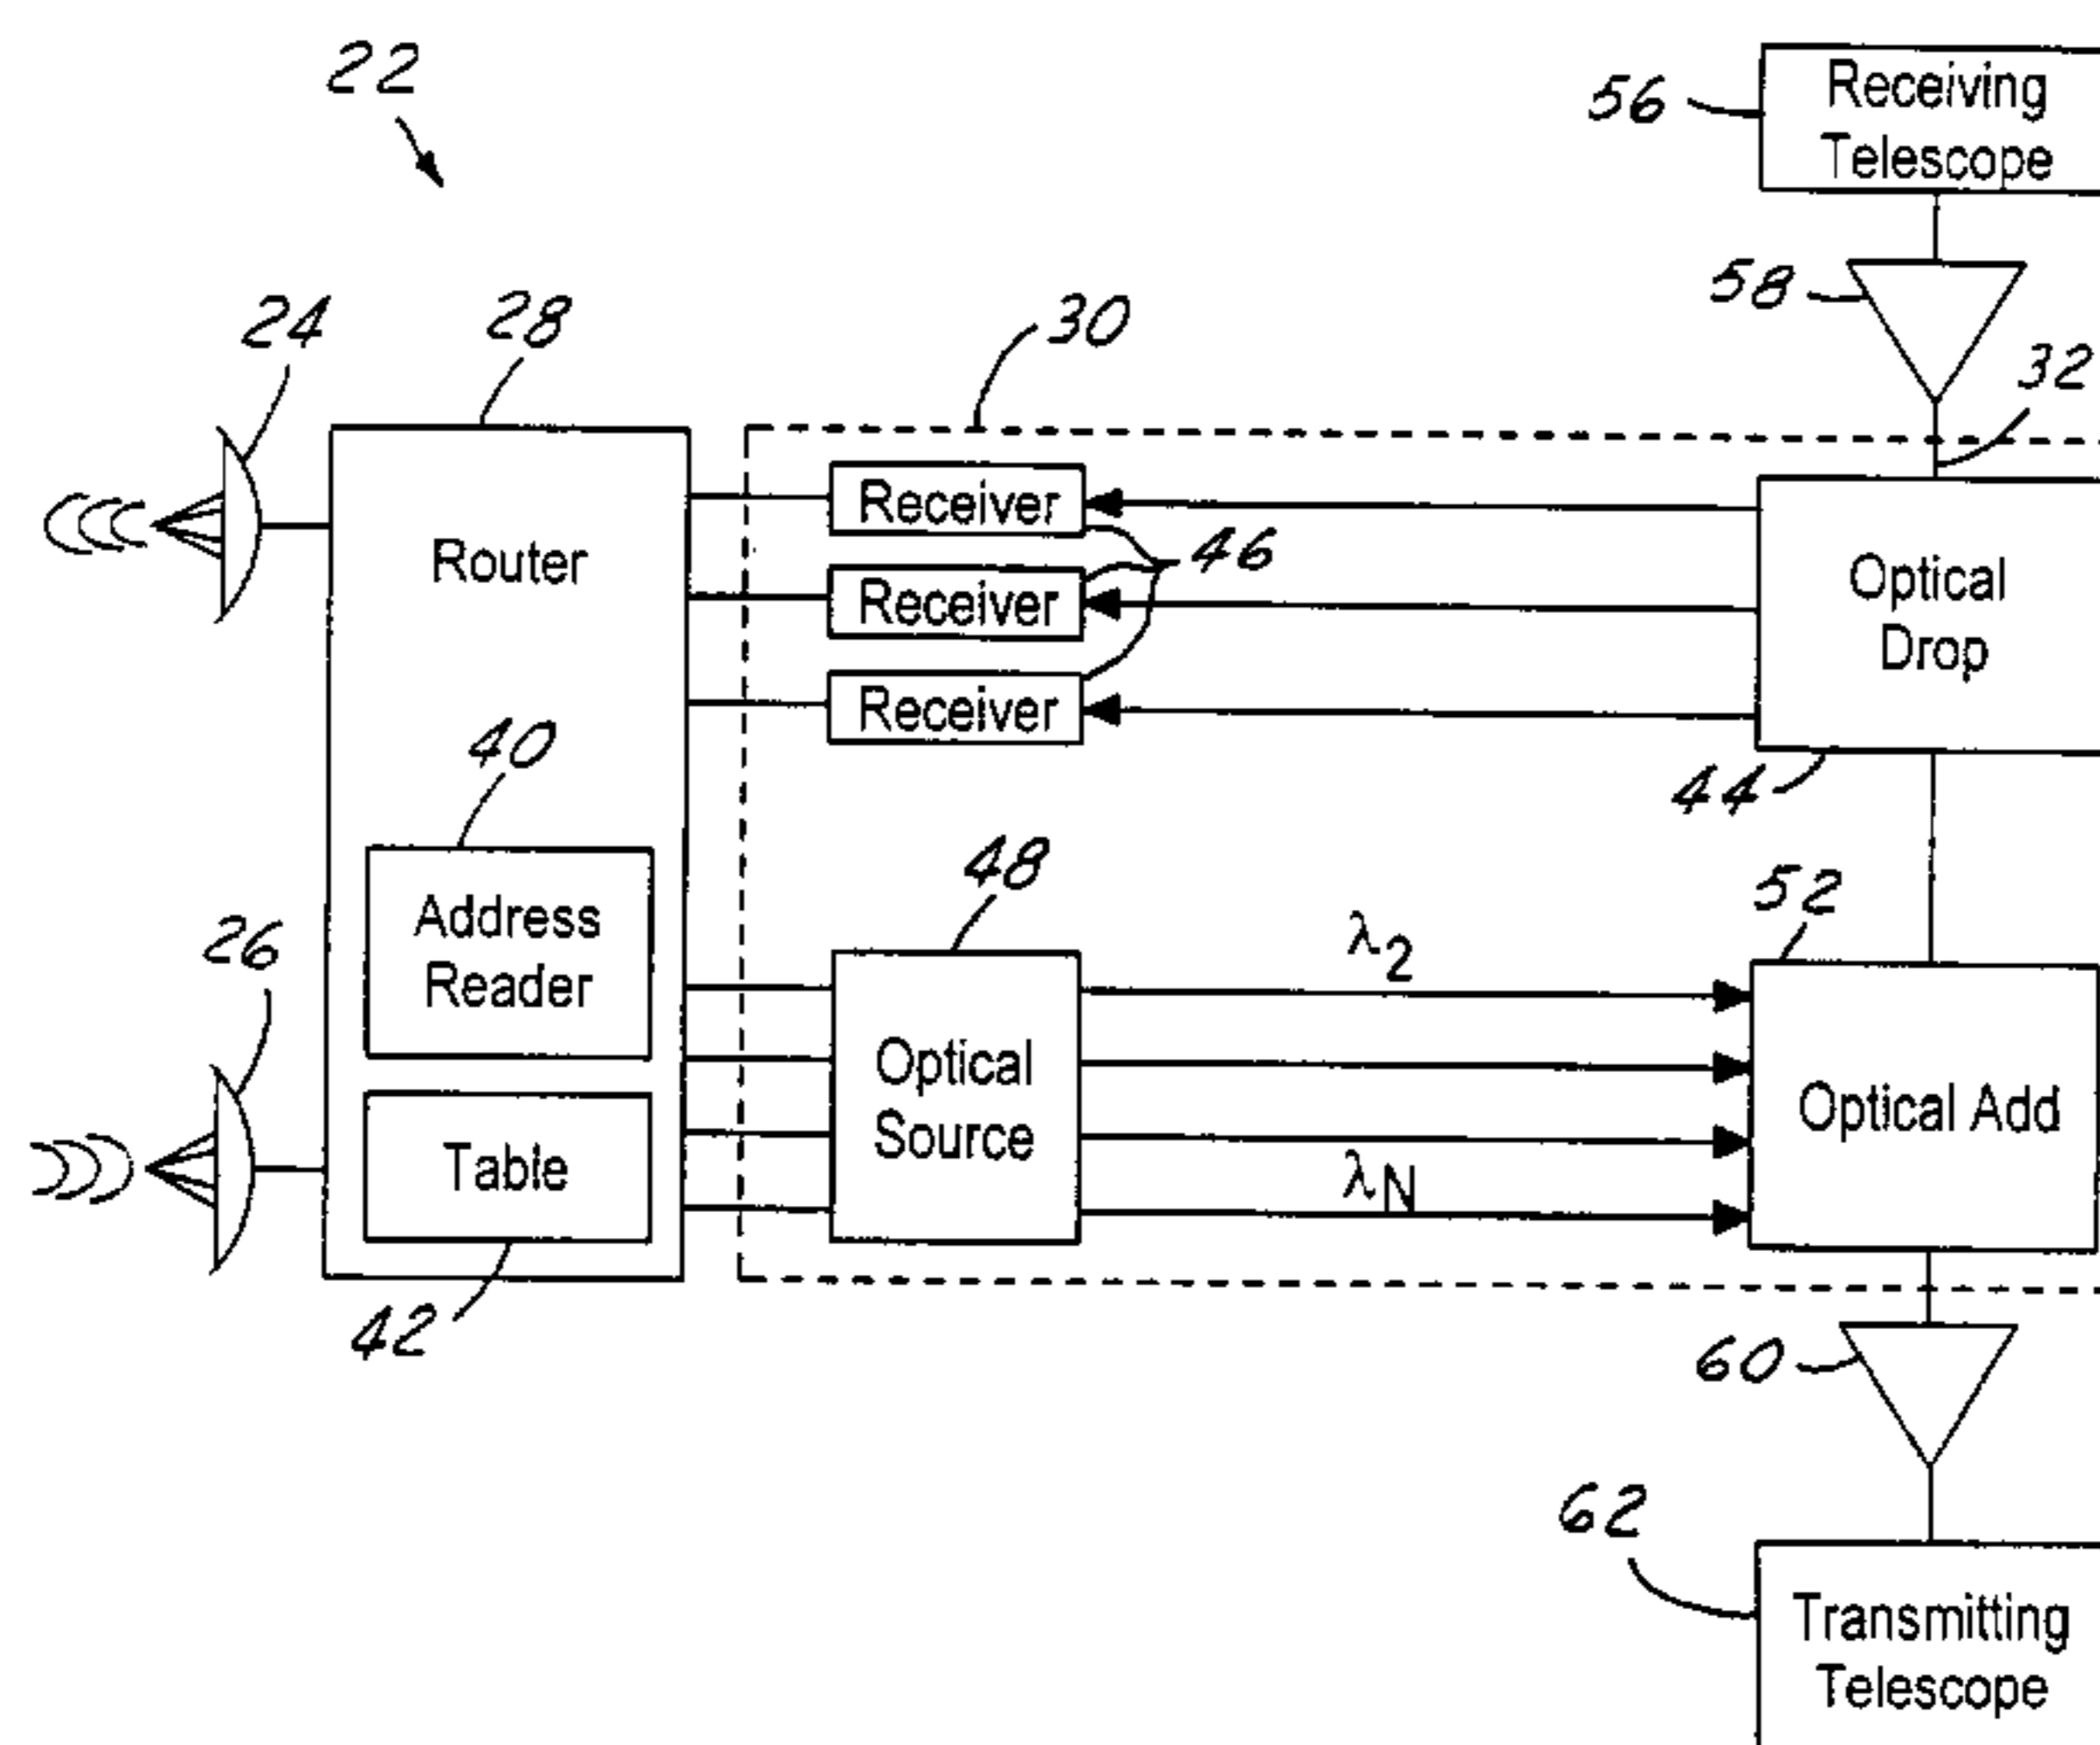 22
56
Receiving
Telescope
58
24
28
30
32
Receiver
Router
46
Receiver
Optical
Drop
Receiver
40
44
48
52
Address
Reader
26
λ2
Optical
Source
Optical Add
Table
λN
42
60
62
Transmitting
Telescope